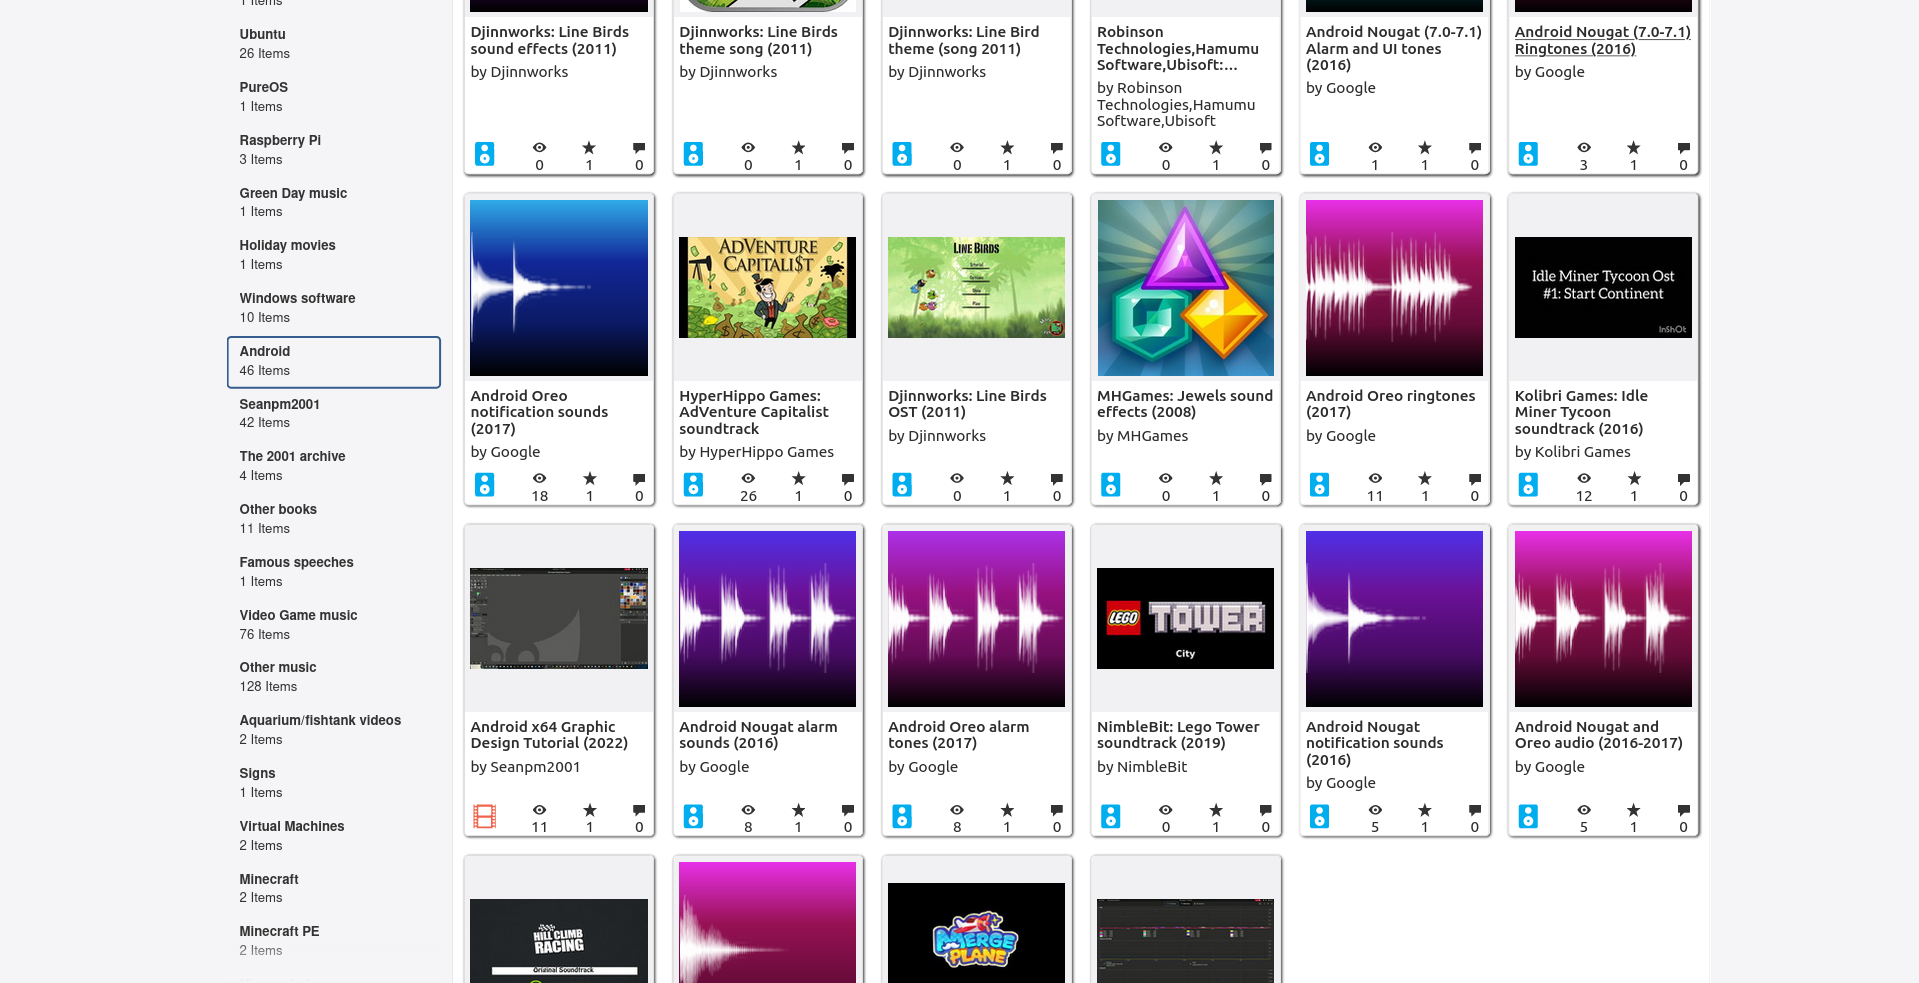 1 Items
Ubuntu
26 Items
PureOS
1 Items
Raspberry Pi
3 Items
Green Day music
1 Items
Holiday movies
1 Items
Windows software
10 Items
Android
46 Items
Seanpm2001
42 Items
The 2001 archive
4 Items
Other books
11 Items
Famous speeches
1 Items
Video Game music
76 Items
Other music
128 Items
Aquarium/fishtank videos
2 Items
Signs
1 Items
Virtual Machines
2 Items
Minecraft
2 Items
Minecraft PE
2 Items
Djinnworks: Line Birds
sound effects (2011)
by Djinnworks
0 1 0
Djinnworks: Line Birds
theme song (2011)
by Djinnworks
0 1 0
Djinnworks: Line Bird
theme (song 2011)
by Djinnworks
0 1 0
Robinson
Technologies,Hamumu
Software,Ubisoft:...
by Robinson
Technologies,Hamumu
Software,Ubisoft
0 1 0
Android Nougat (7.0-7.1)
Alarm and UI tones
(2016)
by Google
1 1 0
Android Nougat (7.0-7.1)
Ringtones (2016)
by Google
3 1 0
Android Oreo
notification sounds
(2017)
by Google
18 1 0
ADVENTURE
CAPITALI$T
HyperHippo Games:
AdVenture Capitalist
soundtrack
by HyperHippo Games
26 1 0
LINE BIRDS
Djinnworks: Line Birds
OST (2011)
by Djinnworks
0 1 0
MHGames: Jewels sound
effects (2008)
by MHGames
0 1 0
Android Oreo ringtones
(2017)
by Google
11 1 0
Idle Miner Tycoon Ost
#1: Start Continent
InShOt
Kolibri Games: Idle
Miner Tycoon
soundtrack (2016)
by Kolibri Games
12 1 0
Android x64 Graphic
Design Tutorial (2022)
by Seanpm2001
11 1 0
Android Nougat alarm
sounds (2016)
by Google
8 1 0
Android Oreo alarm
tones (2017)
by Google
8 1 0
LEGO TOWER
City
NimbleBit: Lego Tower
soundtrack (2019)
by NimbleBit
0 1 0
Android Nougat
notification sounds
(2016)
by Google
5 1 0
Android Nougat and
Oreo audio (2016-2017)
by Google
5 1 0
HILL CLIMB
RACING
Original Soundtrack
MERGE
PLANE